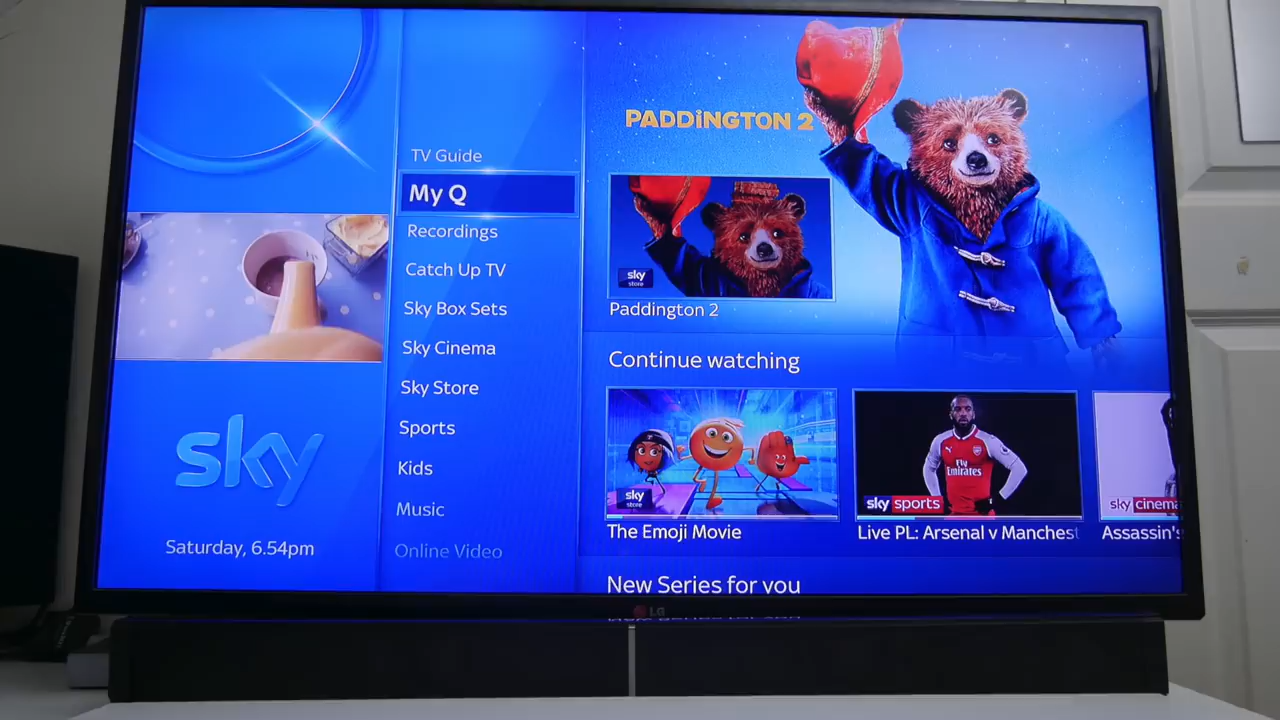 TV Guide
My Q
Recordings
Catch Up TV
Sky Box Sets
Sky Cinema
Sky Store
Sports
Kids
Music
Online Video
sky
Saturday, 6.54pm
PADDiNGTON 2
sky
store
Paddington 2
Continue watching
sky
store
The Emoji Movie
Fly
Emirates
sky sports
Live PL: Arsenal v Manchest
sky cinema
Assassin's
New Series for you
LG